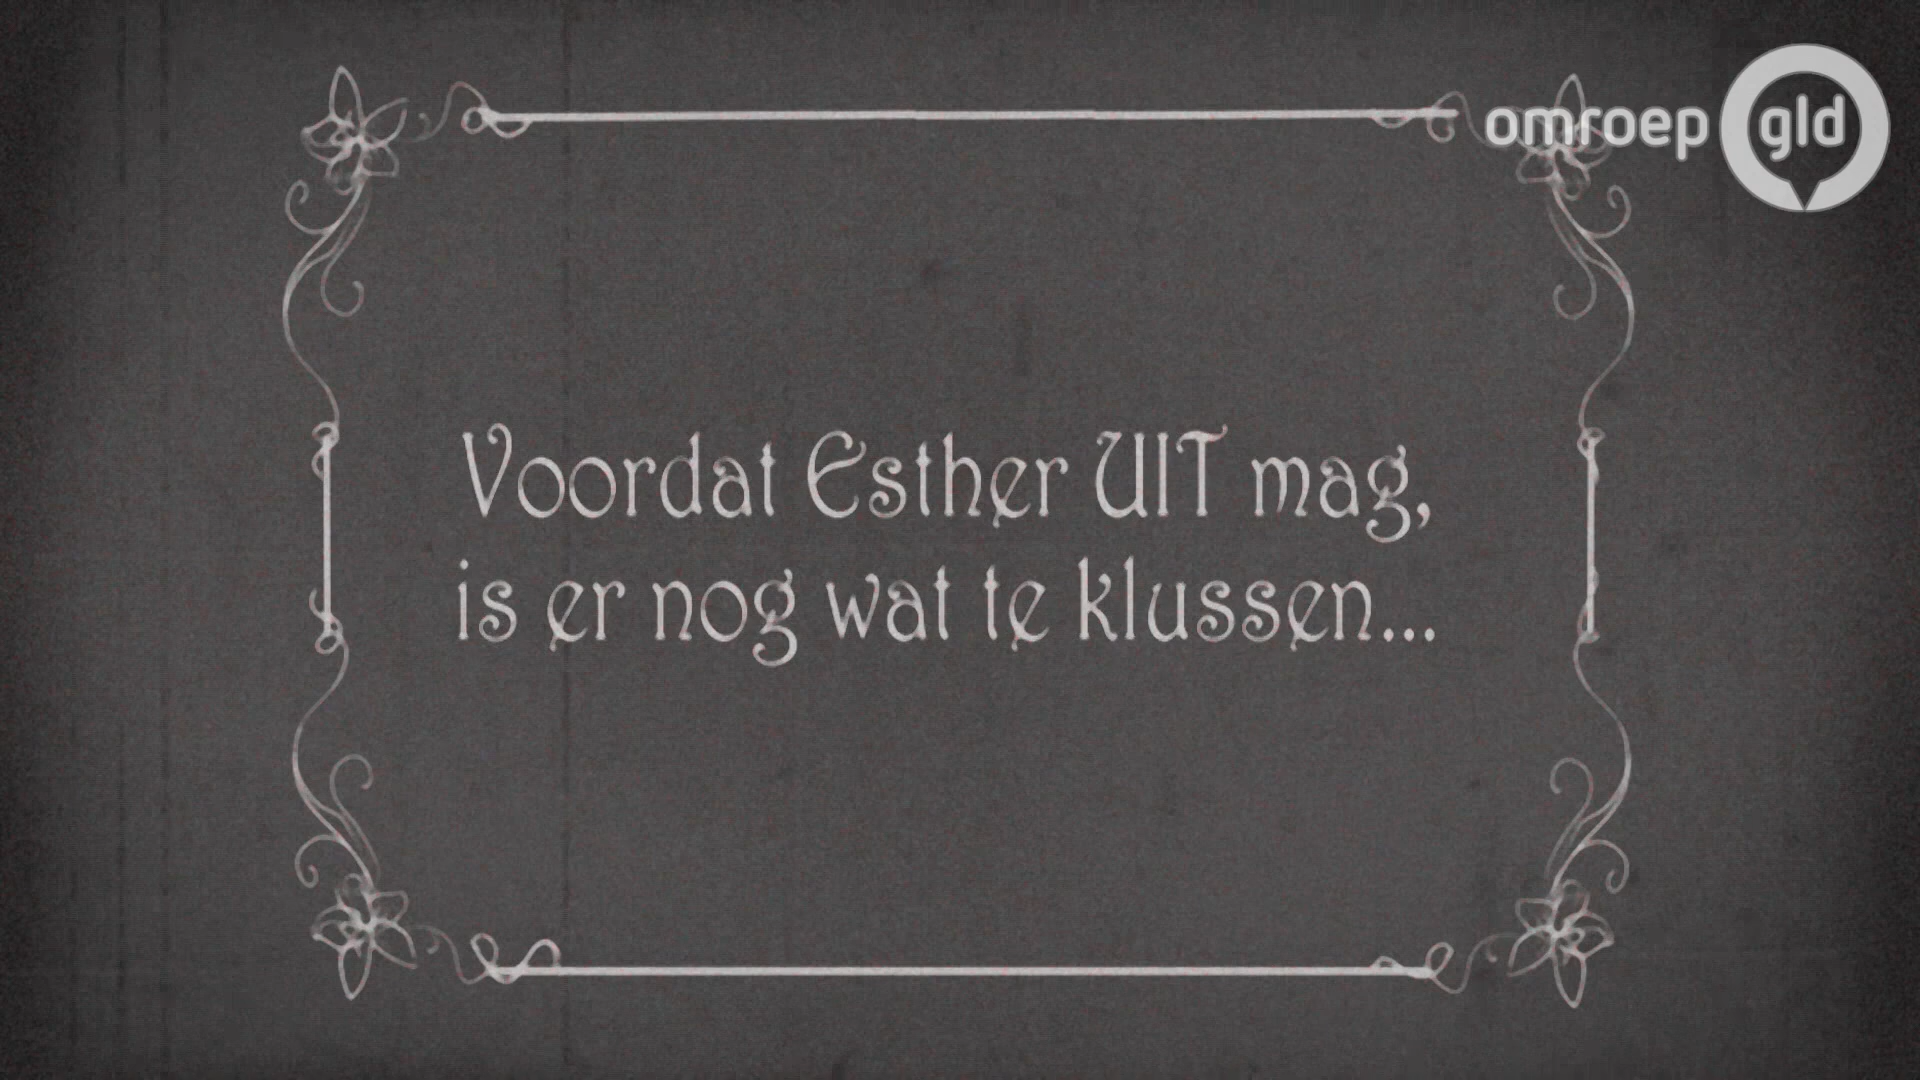 omroep gld
Voordat Esther UIT mag,
is er nog wat te klussen...